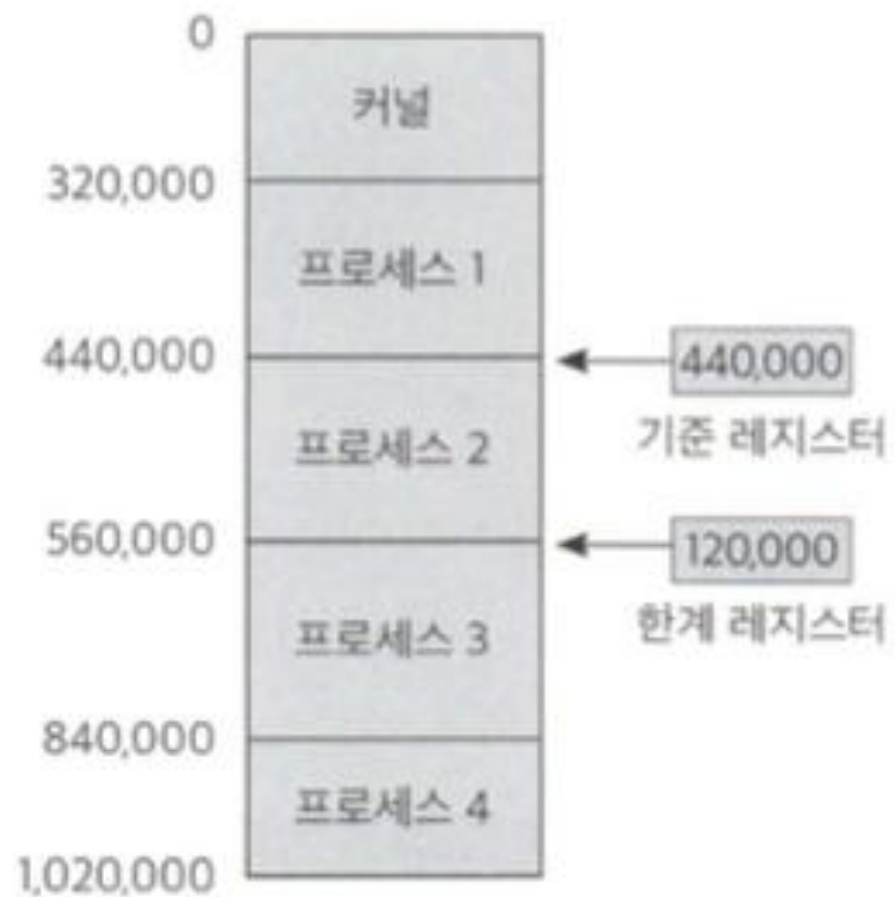 0
커널
320,000
프로세스 1
440,000
440,000
기준 레지스터
프로세스 2
560,000
120,000
한계 레지스터
프로세스 3
840,000
프로세스 4
1,020,000